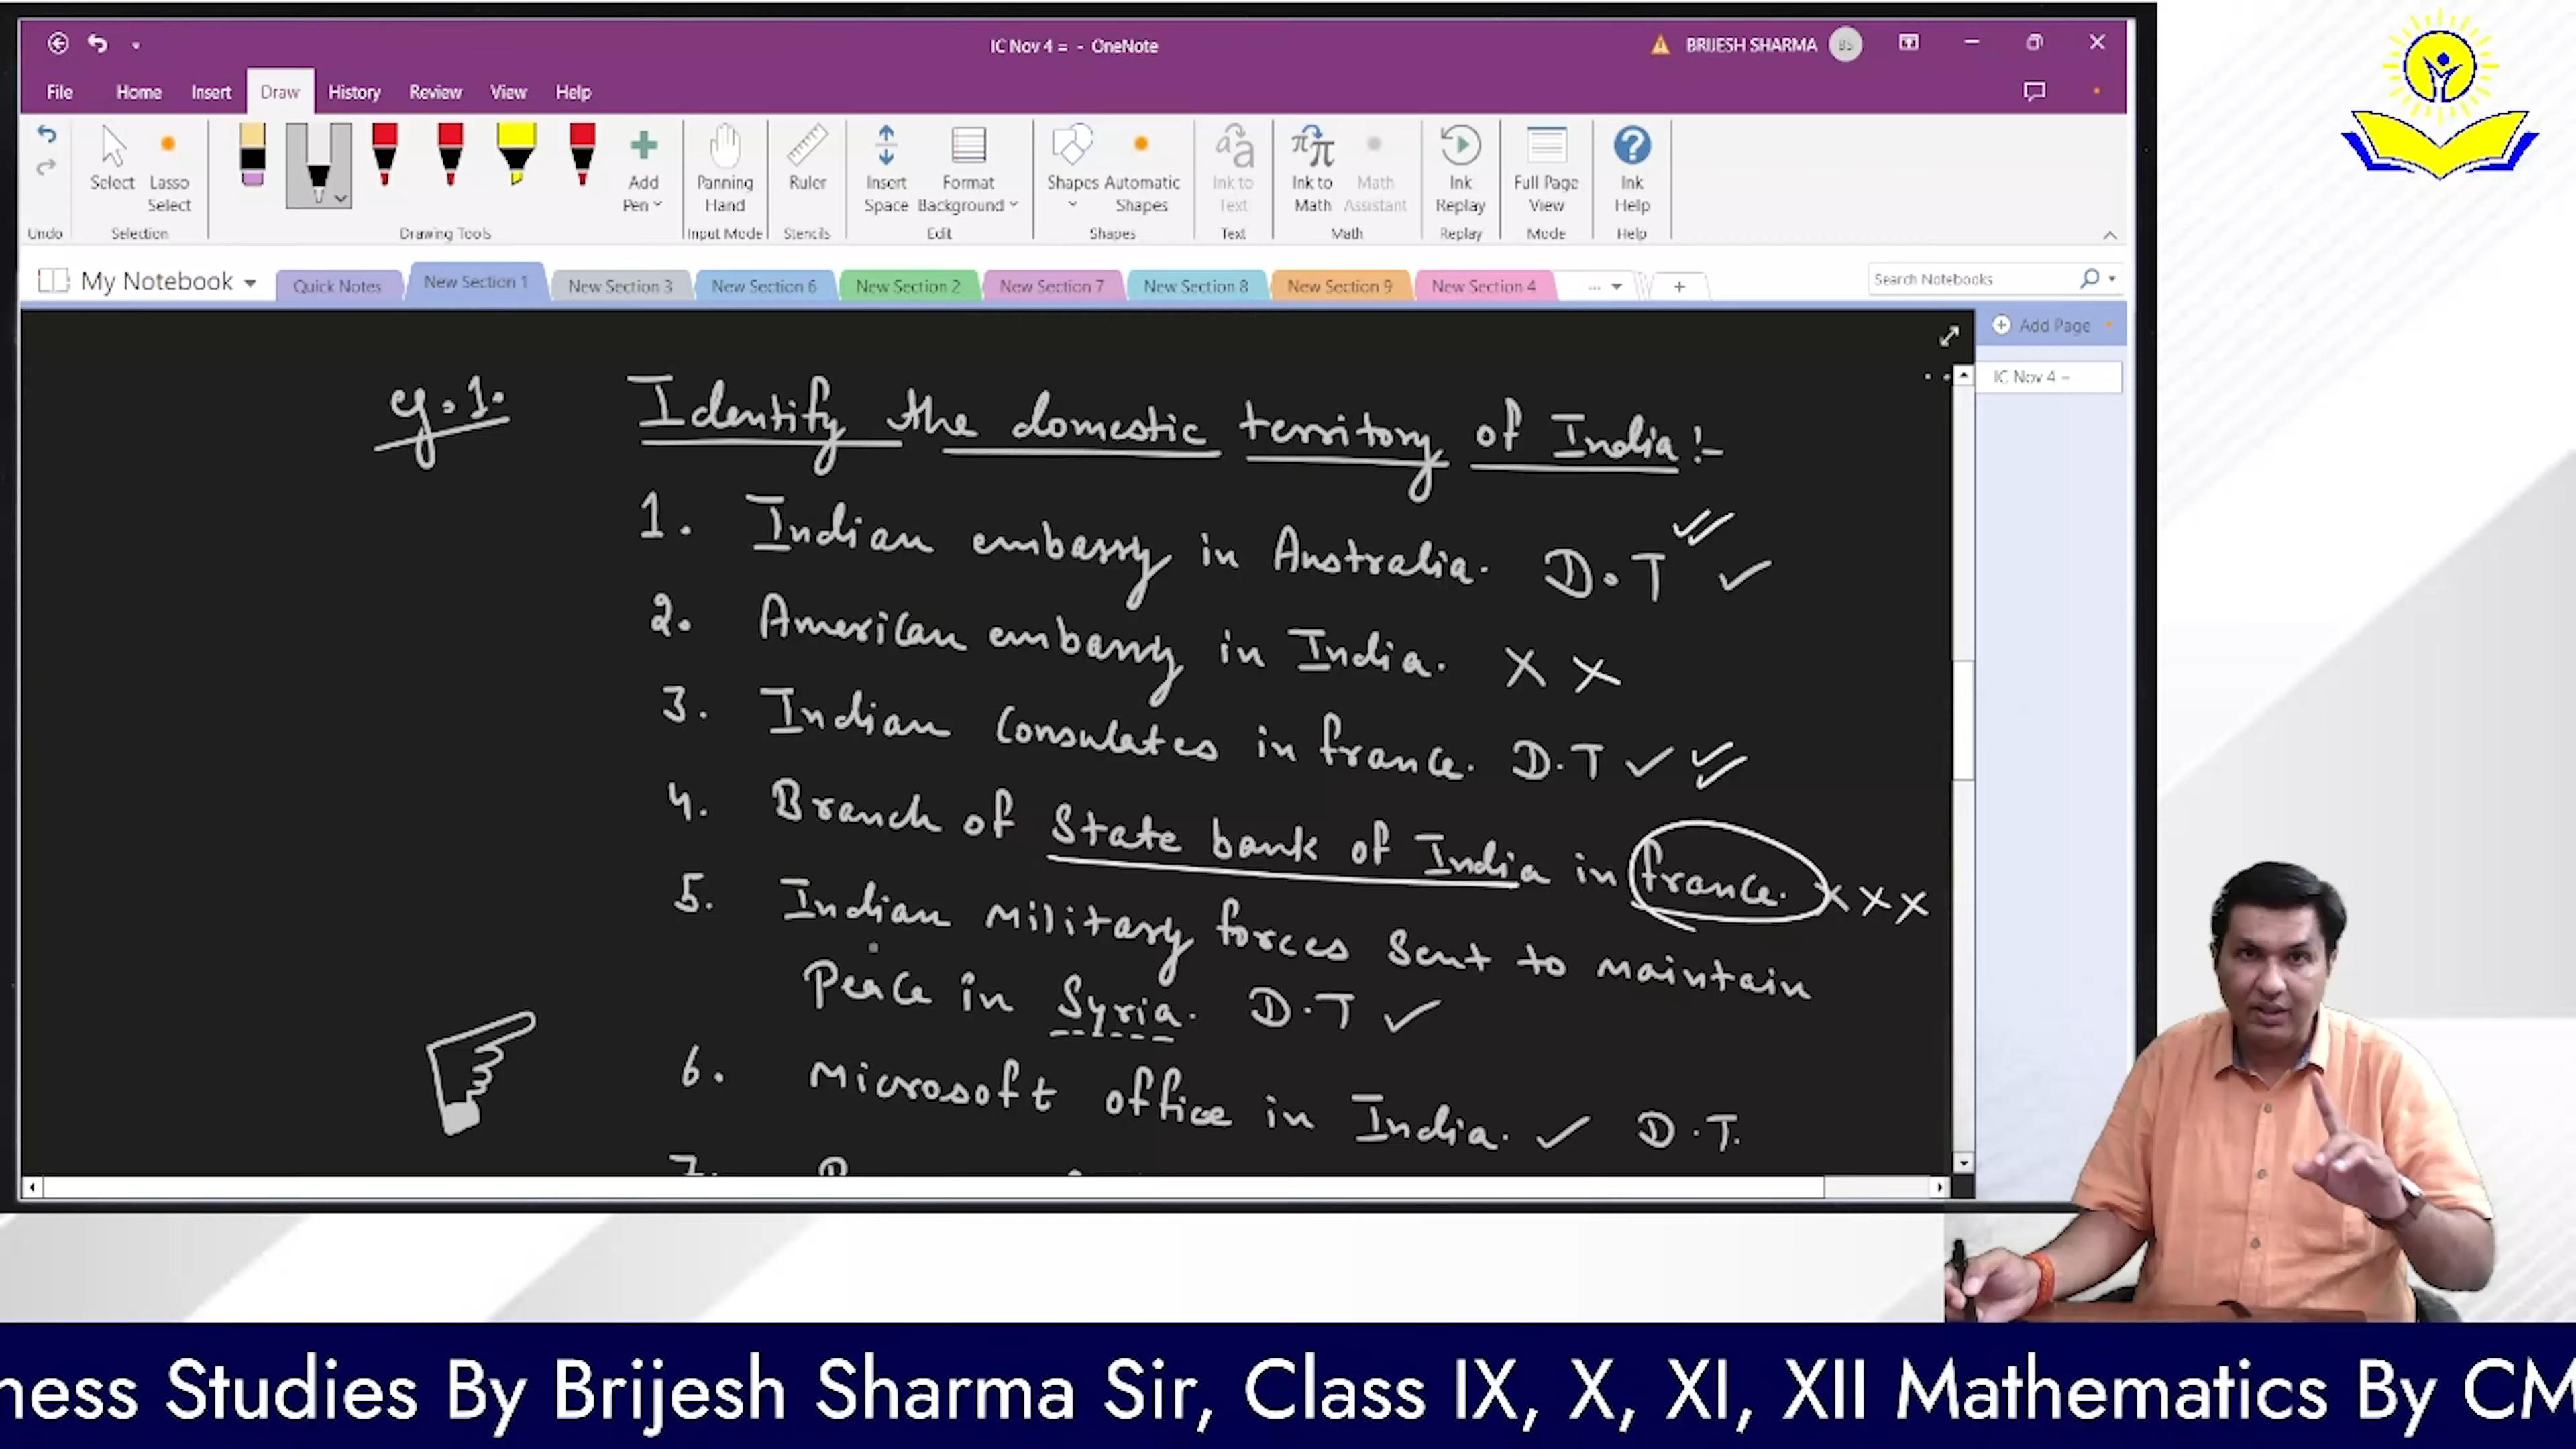 IC Nov 4 = - OneNote
BRIJESH SHARMA BS
File Home Insert Draw History Review View Help
Select Lasso Select
Add Pen
Panning Hand
Ruler
Insert Space
Format Background
Shapes Automatic Shapes
Ink to Text
Ink to Math
Math Assistant
Ink Replay
Full Page View
Ink Help
Undo Selection Drawing Tools Input Mode Stencils Edit Shapes Text Math Replay Mode Help
My Notebook Quick Notes New Section 1 New Section 3 New Section 6 New Section 2 New Section 7 New Section 8 New Section 9 New Section 4 ... +
Search Notebooks
Add Page
IC Nov 4 –
eg.1. Identify the domestic territory of India:-
1. Indian embassy in Australia. D.T ✓✓ ✓
2. American embassy in India. X X
3. Indian Consulates in france. D.T ✓ ✓✓
4. Branch of State bank of India in france. X X X
5. Indian Military forces Sent to Maintain
Peace in Syria. D.T ✓
6. Microsoft office in India. ✓ D.T.
7.
ness Studies By Brijesh Sharma Sir, Class IX, X, XI, XII Mathematics By CM